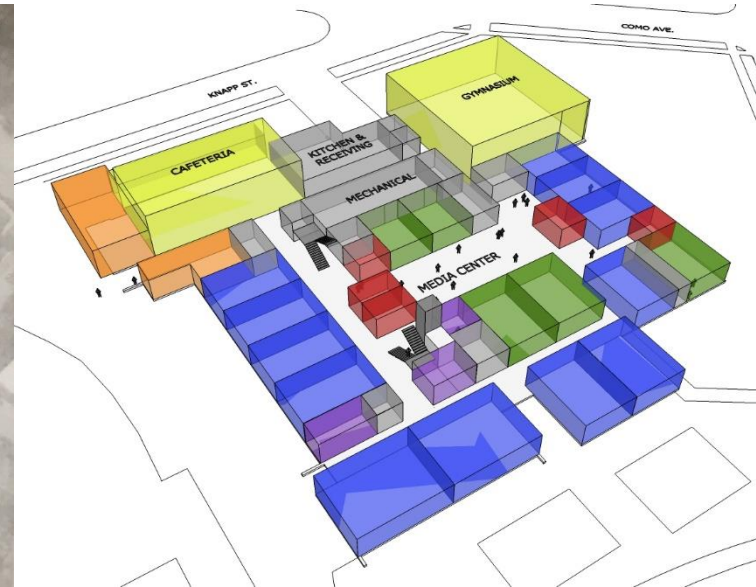 COMO AVE.
KNAPP ST.
GYMNASIUM
CAFETERIA
KITCHEN &
RECEIVING
MECHANICAL
MEDIA CENTER